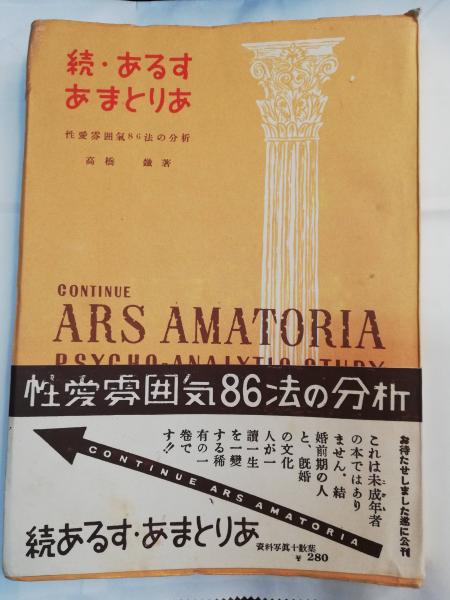 続・あるす
あまとりあ
性愛雰囲氣86法の分析
高橋 鐵著
CONTINUE
ARS AMATORIA
PSYCHO-ANALYTIC STUDY
性愛雰囲気86法の分析
お待たせしました遂に公刊
これは未成年者
の本ではあり
ません。結
婚前期の人
と、既婚
の文化
人が一
讀一生
を一變
する稀
有の一
巻で
す!!
CONTINUE ARS AMATORIA
続あるす・あまとりあ
資料写眞十数葉
¥ 280